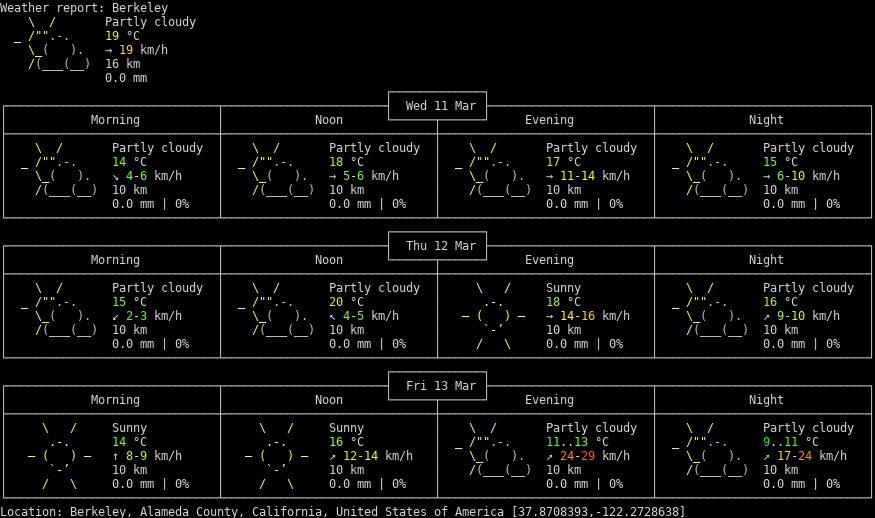 Weather report: Berkeley
Partly cloudy
19 °C
→ 19 km/h
16 km
0.0 mm
Wed 11 Mar
Morning Noon Evening Night
Partly cloudy Partly cloudy Partly cloudy Partly cloudy
14 °C 18 °C 17 °C 15 °C
↘ 4-6 km/h → 5-6 km/h → 11-14 km/h → 6-10 km/h
10 km 10 km 10 km 10 km
0.0 mm | 0% 0.0 mm | 0% 0.0 mm | 0% 0.0 mm | 0%
Thu 12 Mar
Morning Noon Evening Night
Partly cloudy Partly cloudy Sunny Partly cloudy
15 °C 20 °C 18 °C 16 °C
↙ 2-3 km/h ↖ 4-5 km/h → 14-16 km/h ↗ 9-10 km/h
10 km 10 km 10 km 10 km
0.0 mm | 0% 0.0 mm | 0% 0.0 mm | 0% 0.0 mm | 0%
Fri 13 Mar
Morning Noon Evening Night
Sunny Sunny Partly cloudy Partly cloudy
14 °C 16 °C 11..13 °C 9..11 °C
↑ 8-9 km/h ↗ 12-14 km/h ↗ 24-29 km/h ↗ 17-24 km/h
10 km 10 km 10 km 10 km
0.0 mm | 0% 0.0 mm | 0% 0.0 mm | 0% 0.0 mm | 0%
Location: Berkeley, Alameda County, California, United States of America [37.8708393,-122.2728638]